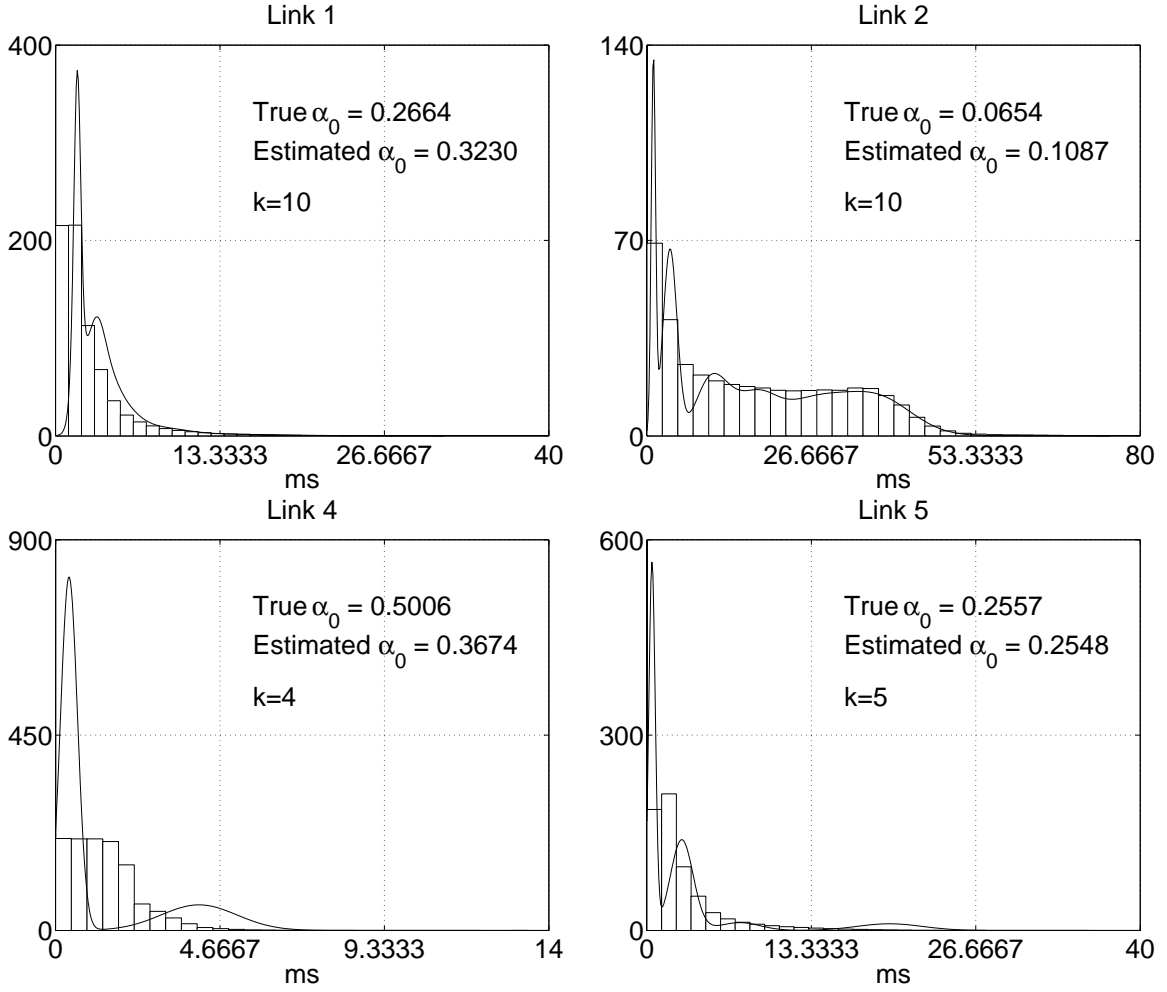 Link 1
400
200
0
True α0 = 0.2664
Estimated α0 = 0.3230
k=10
0 13.3333 26.6667 40
ms
Link 2
140
70
0
True α0 = 0.0654
Estimated α0 = 0.1087
k=10
0 26.6667 53.3333 80
ms
Link 4
900
450
0
True α0 = 0.5006
Estimated α0 = 0.3674
k=4
0 4.6667 9.3333 14
ms
Link 5
600
300
0
True α0 = 0.2557
Estimated α0 = 0.2548
k=5
0 13.3333 26.6667 40
ms